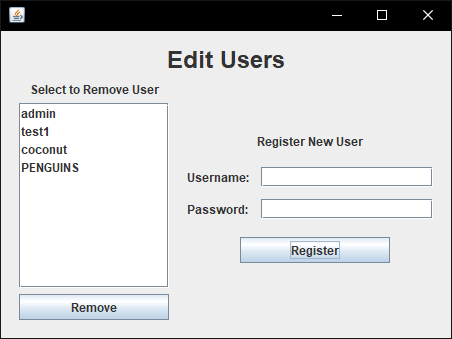 Edit Users
Select to Remove User
admin
test1
coconut
PENGUINS
Remove
Register New User
Username:
Password:
Register